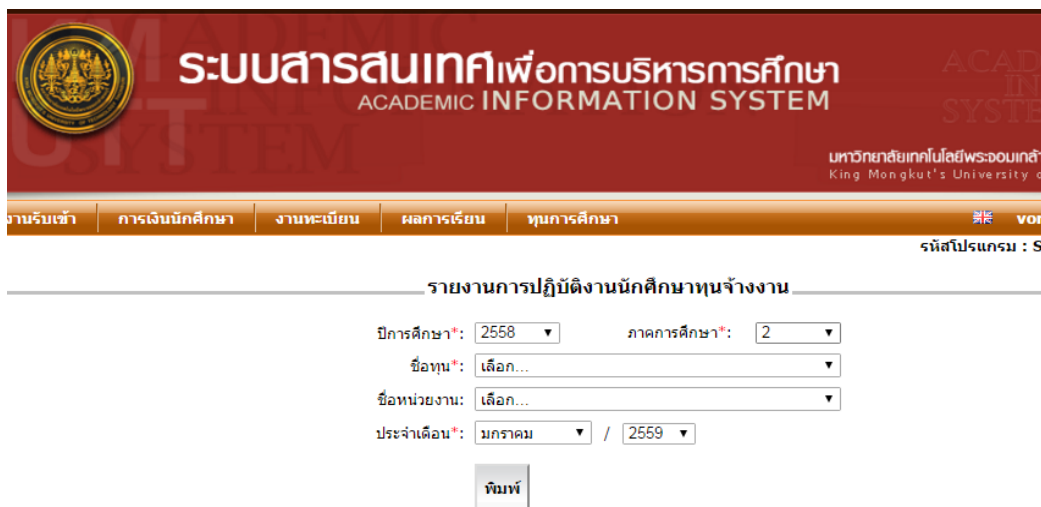 ระบบสารสนเทศเพื่อการบริหารการศึกษา
ACADEMIC INFORMATION SYSTEM
มหาวิทยาลัยเทคโนโลยีพระจอมเกล้า
King Mongkut's University
งานรับเข้า การเงินนักศึกษา งานทะเบียน ผลการเรียน ทุนการศึกษา
รหัสโปรแกรม : S
รายงานการปฏิบัติงานนักศึกษาทุนจ้างงาน
ปีการศึกษา*: 2558 ภาคการศึกษา*: 2
ชื่อทุน*: เลือก...
ชื่อหน่วยงาน: เลือก...
ประจำเดือน*: มกราคม / 2559
พิมพ์